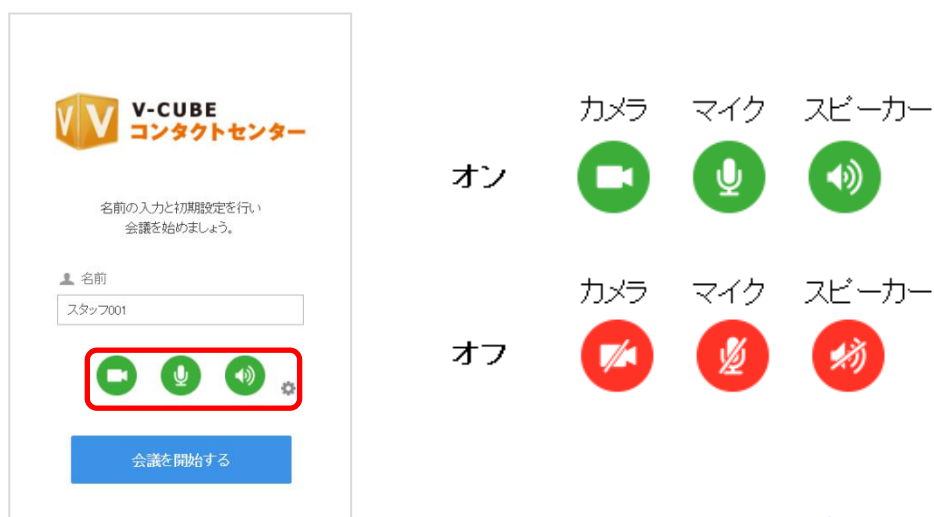 V-CUBE
コンタクトセンター
名前の入力と初期設定を行い
会議を始めましょう。
名前
スタッフ001
会議を開始する
カメラ マイク スピーカー
オン
カメラ マイク スピーカー
オフ